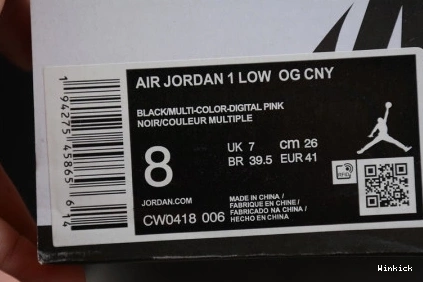 AIR JORDAN 1 LOW OG CNY
BLACK/MULTI-COLOR-DIGITAL PINK
NOIR/COULEUR MULTIPLE
8
UK 7 cm 26
BR 39.5 EUR 41
RFID
JORDAN.COM
CW0418 006
MADE IN CHINA /
FABRIQUE EN CHINE /
FABRICADO NA CHINA /
HECHO EN CHINA
1 94275 45865 6 14
Winkick